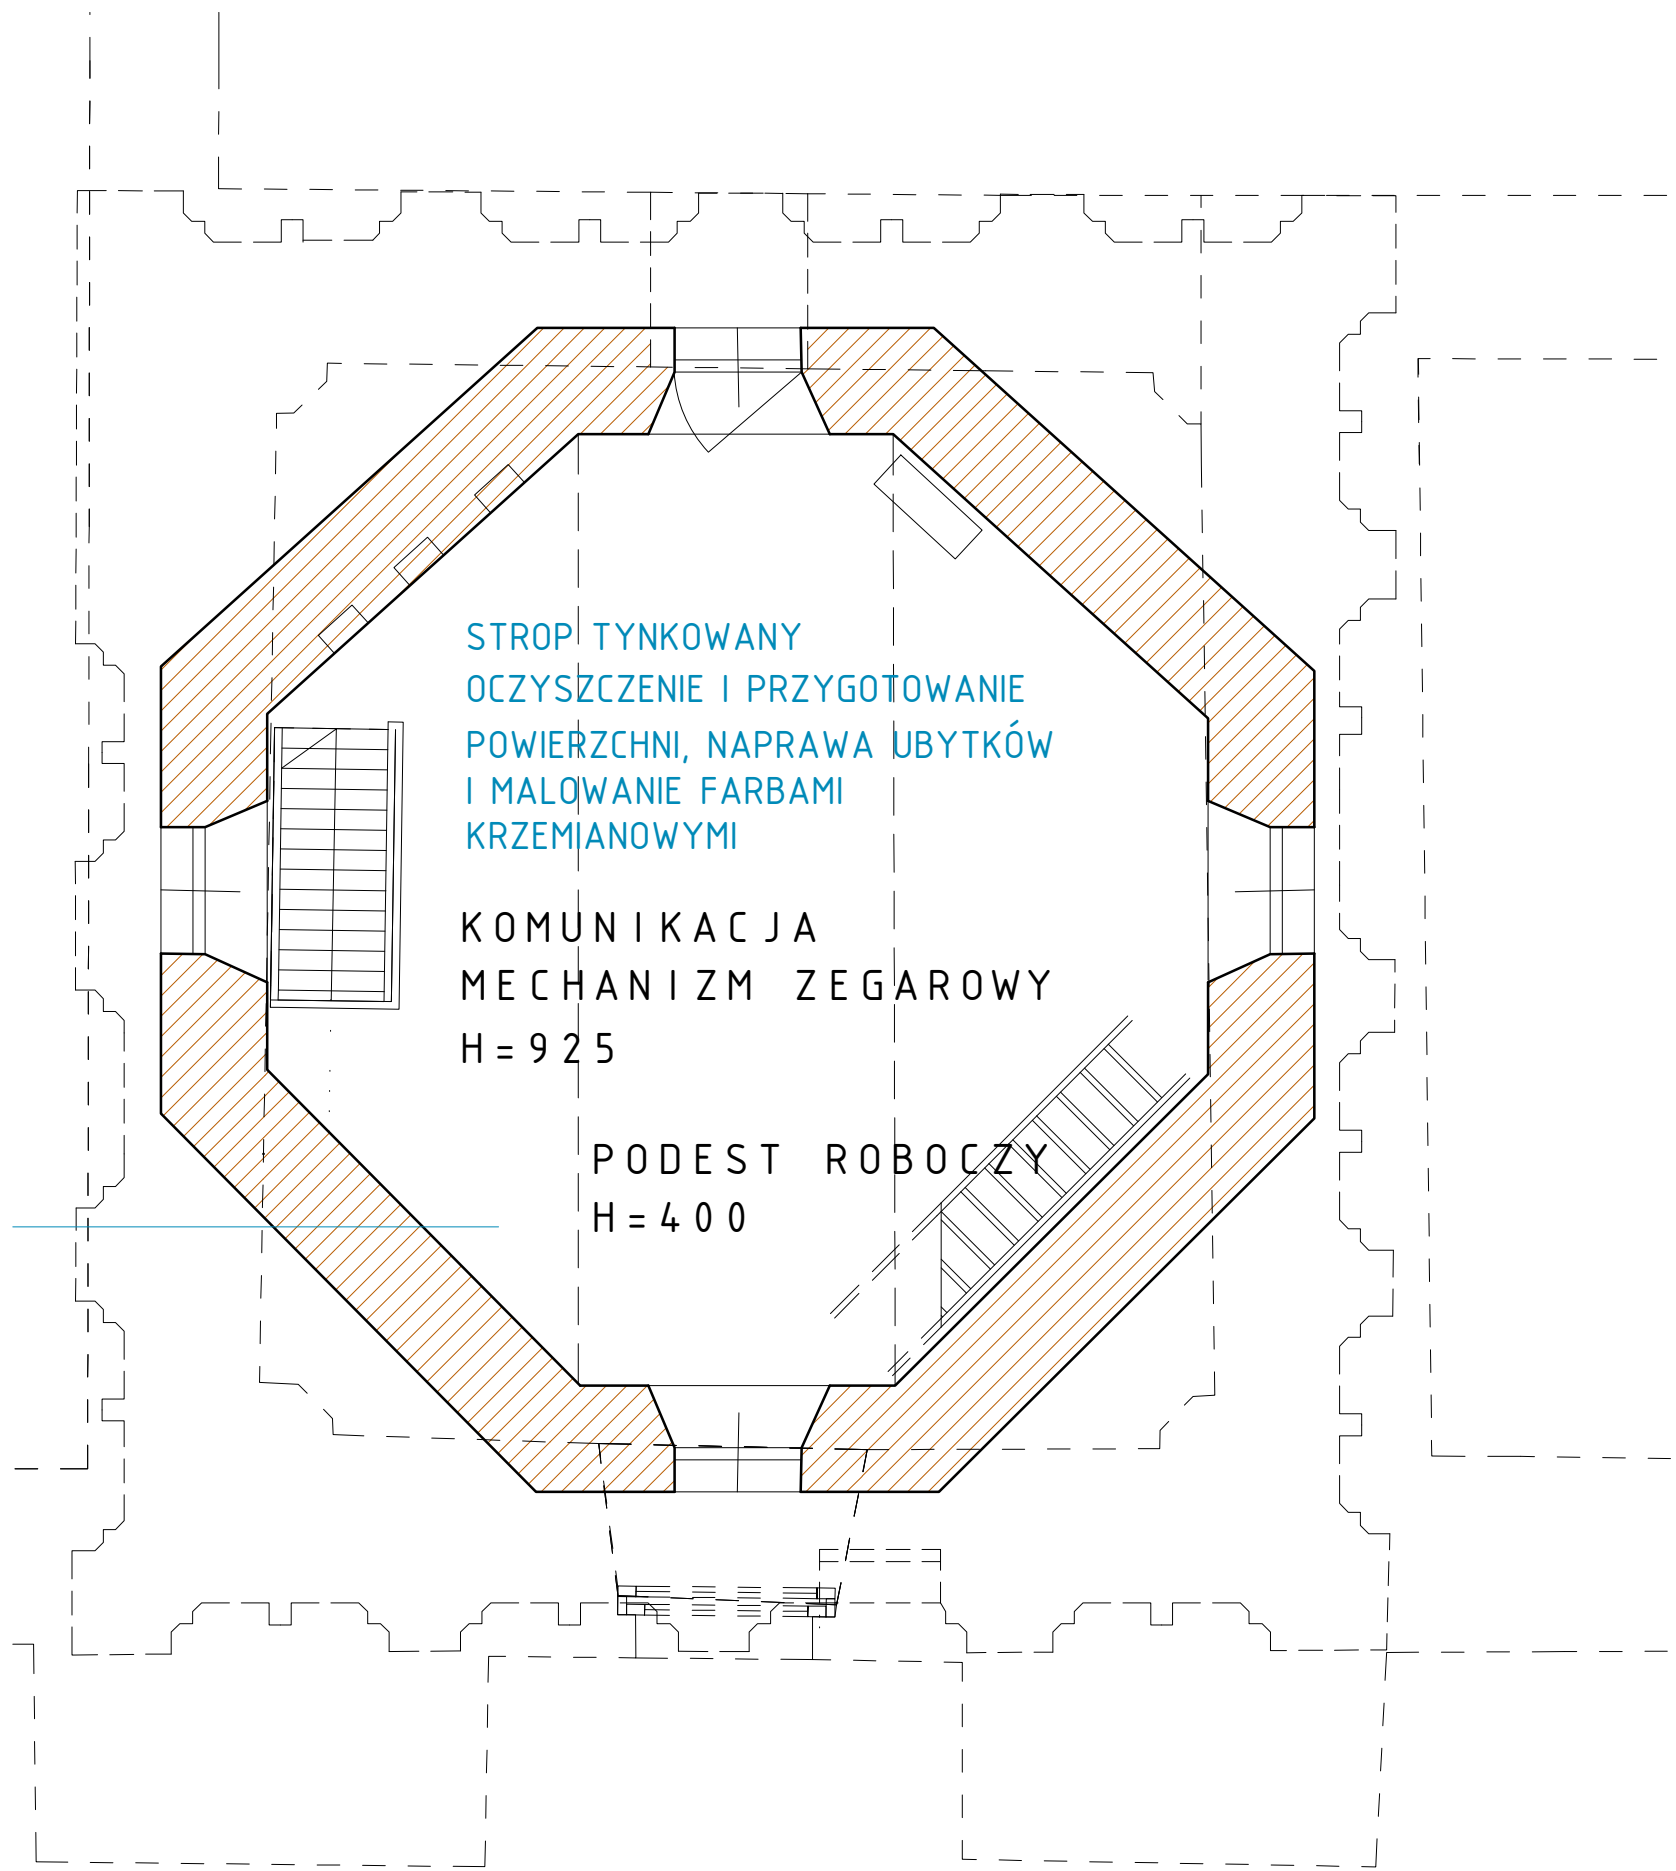 STROP TYNKOWANY
OCZYSZCZENIE I PRZYGOTOWANIE
POWIERZCHNI, NAPRAWA UBYTKÓW
I MALOWANIE FARBAMI
KRZEMIANOWYMI
KOMUNIKACJA
MECHANIZM ZEGAROWY
H=925
PODEST ROBOCZY
H=400